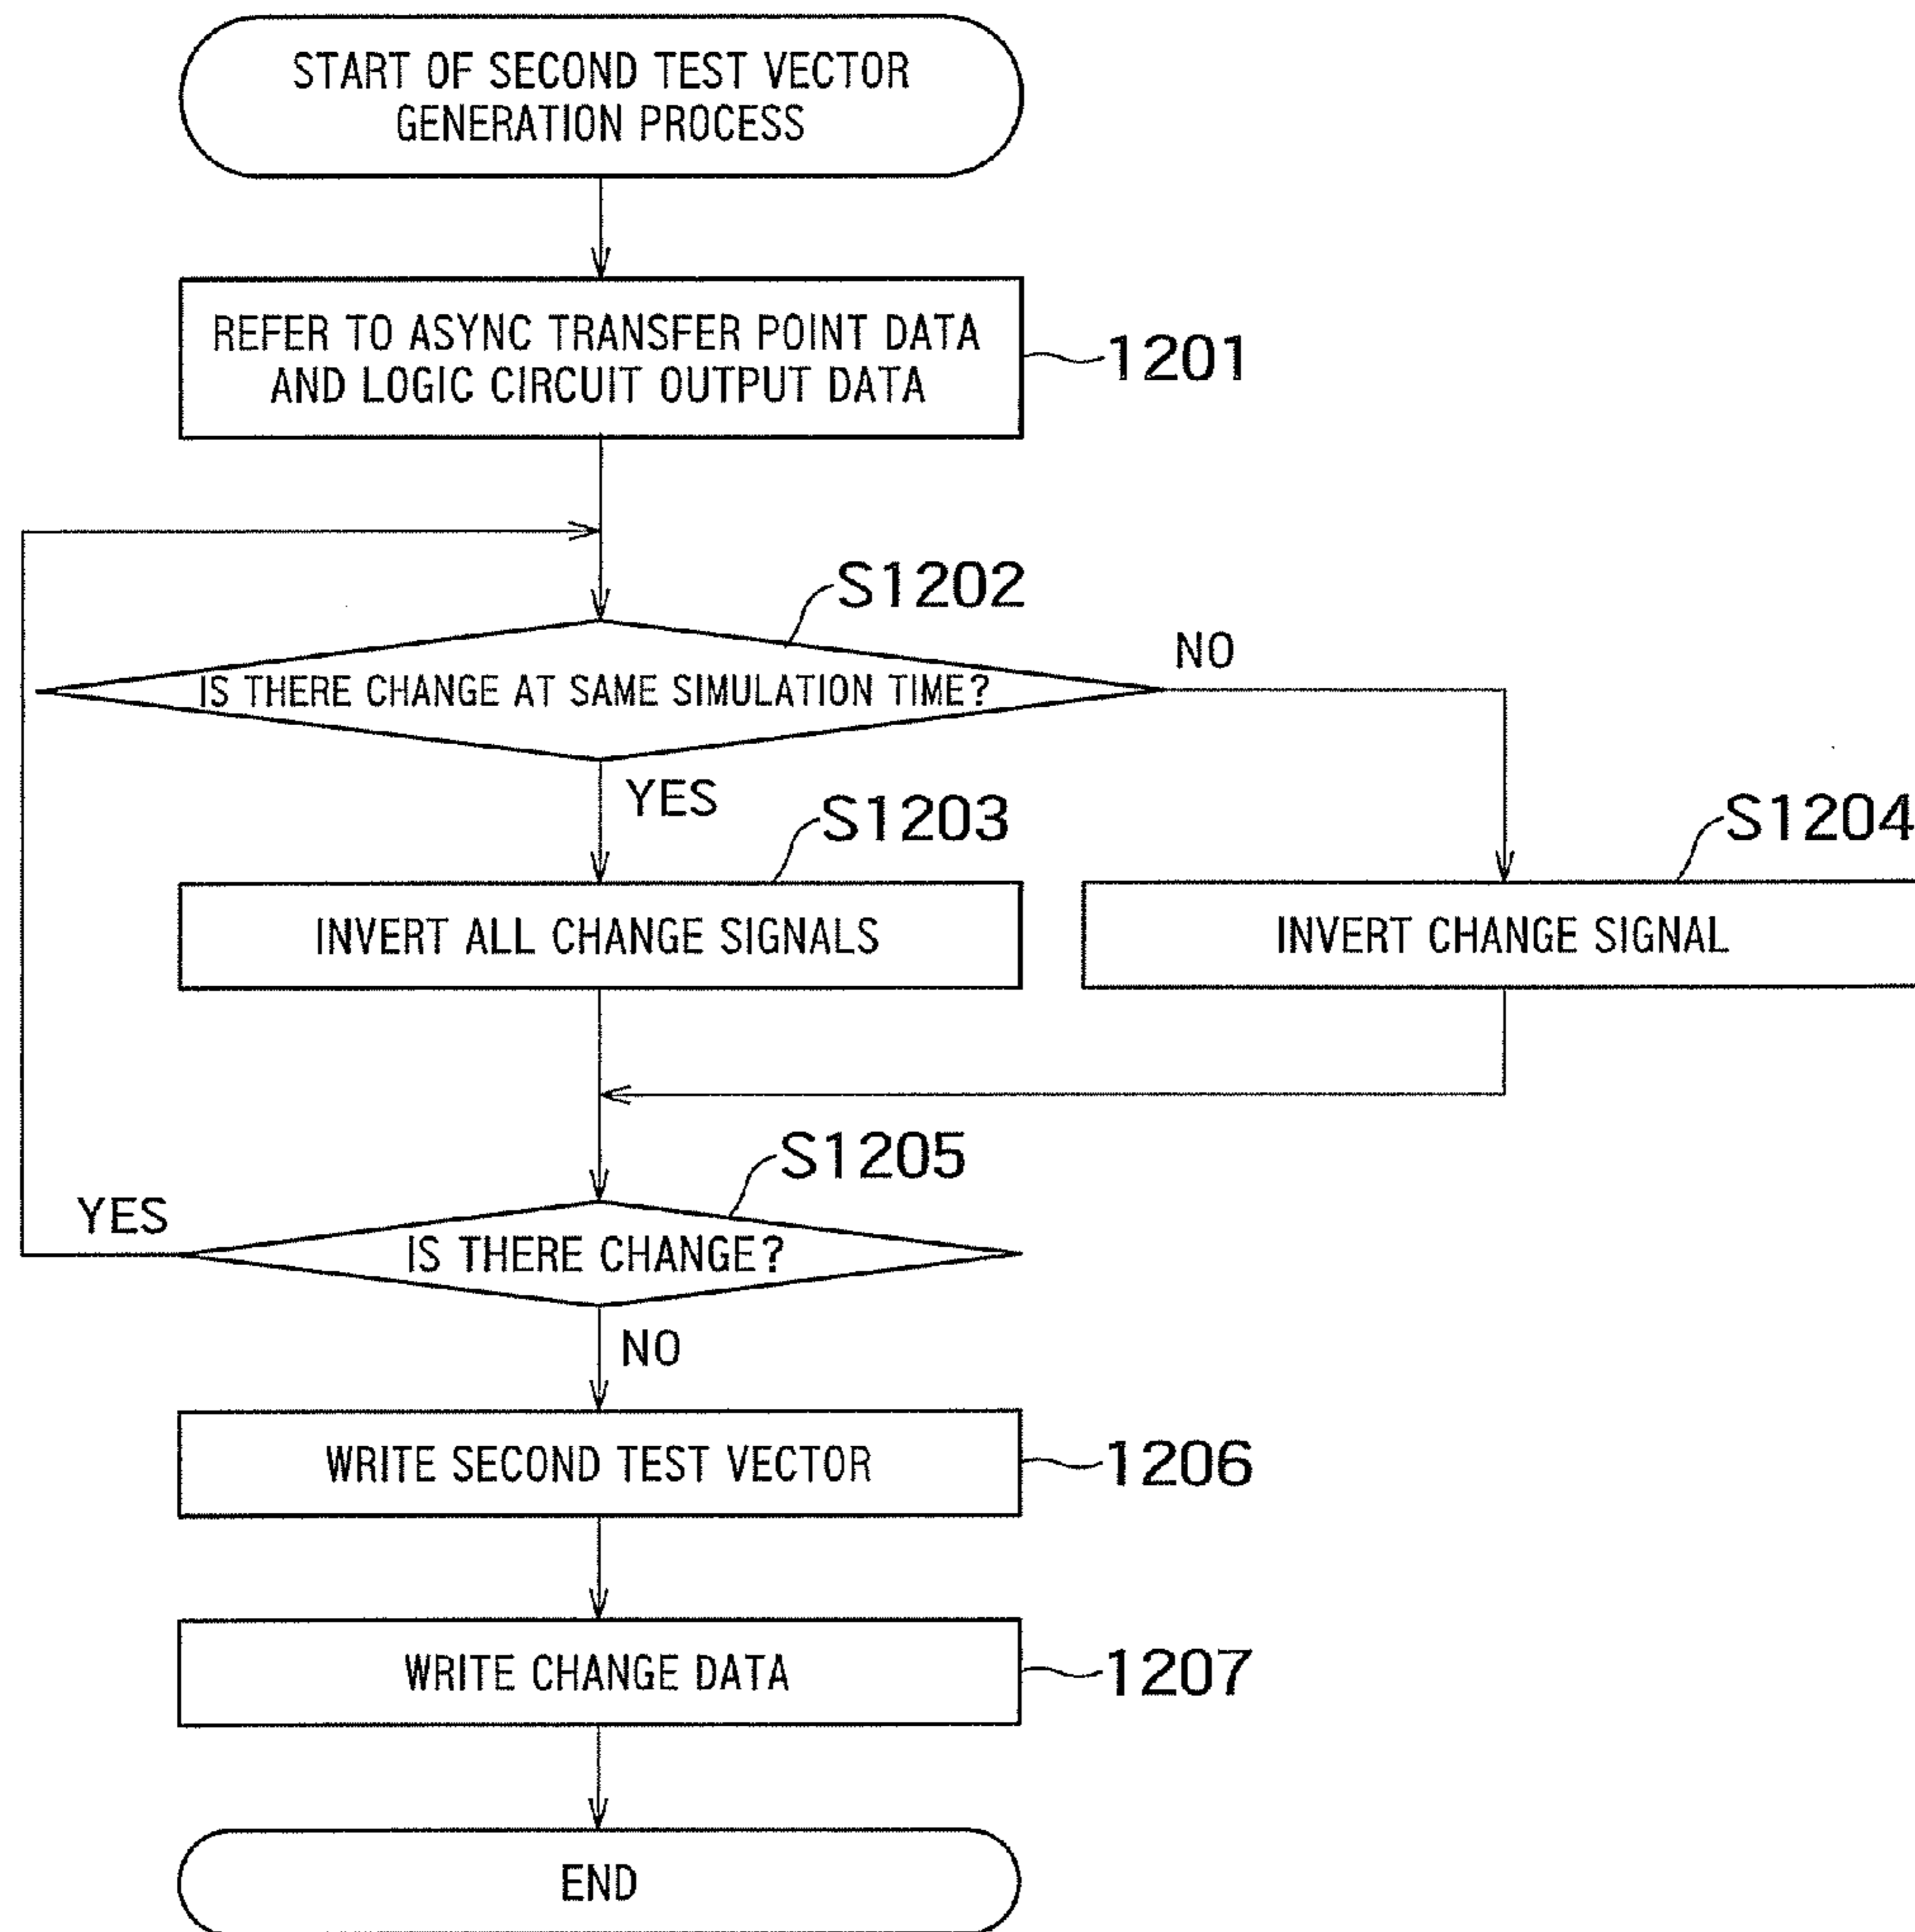 START OF SECOND TEST VECTOR
GENERATION PROCESS
REFER TO ASYNC TRANSFER POINT DATA
AND LOGIC CIRCUIT OUTPUT DATA
1201
S1202
IS THERE CHANGE AT SAME SIMULATION TIME?
NO
YES
S1203
S1204
INVERT ALL CHANGE SIGNALS
INVERT CHANGE SIGNAL
S1205
YES
IS THERE CHANGE?
NO
WRITE SECOND TEST VECTOR
1206
WRITE CHANGE DATA
1207
END